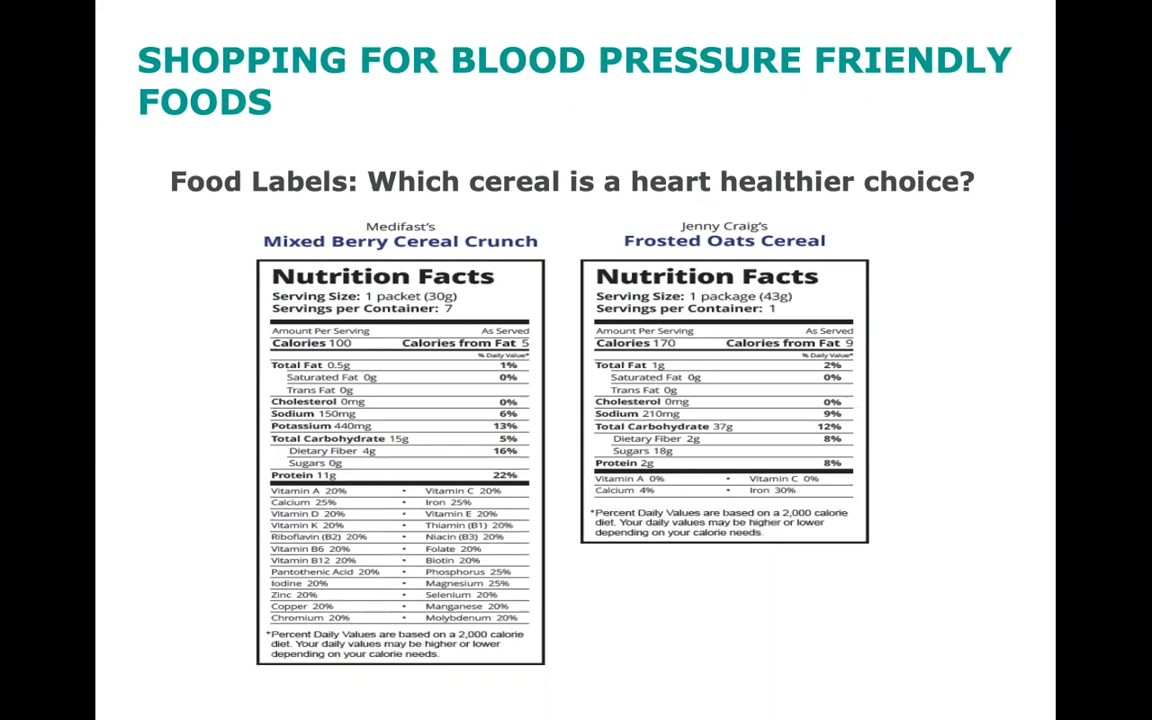 SHOPPING FOR BLOOD PRESSURE FRIENDLY
FOODS
Food Labels: Which cereal is a heart healthier choice?
Medifast's
Mixed Berry Cereal Crunch
Nutrition Facts
Serving Size: 1 packet (30g)
Servings per Container: 7
Amount Per Serving As Served
Calories 100 Calories from Fat 5
% Daily Value*
Total Fat 0.5g 1%
Saturated Fat 0g 0%
Trans Fat 0g
Cholesterol 0mg 0%
Sodium 150mg 6%
Potassium 440mg 13%
Total Carbohydrate 15g 5%
Dietary Fiber 4g 16%
Sugars 0g
Protein 11g 22%
Vitamin A 20% • Vitamin C 20%
Calcium 25% • Iron 25%
Vitamin D 20% • Vitamin E 20%
Vitamin K 20% • Thiamin (B1) 20%
Riboflavin (B2) 20% • Niacin (B3) 20%
Vitamin B6 20% • Folate 20%
Vitamin B12 20% • Biotin 20%
Pantothenic Acid 20% • Phosphorus 25%
Iodine 20% • Magnesium 25%
Zinc 20% • Selenium 20%
Copper 20% • Manganese 20%
Chromium 20% • Molybdenum 20%
*Percent Daily Values are based on a 2,000 calorie
diet. Your daily values may be higher or lower
depending on your calorie needs.
Jenny Craig's
Frosted Oats Cereal
Nutrition Facts
Serving Size: 1 package (43g)
Servings per Container: 1
Amount Per Serving As Served
Calories 170 Calories from Fat 9
% Daily Value*
Total Fat 1g 2%
Saturated Fat 0g 0%
Trans Fat 0g
Cholesterol 0mg 0%
Sodium 210mg 9%
Total Carbohydrate 37g 12%
Dietary Fiber 2g 8%
Sugars 18g
Protein 2g 8%
Vitamin A 0% • Vitamin C 0%
Calcium 4% • Iron 30%
*Percent Daily Values are based on a 2,000 calorie
diet. Your daily values may be higher or lower
depending on your calorie needs.